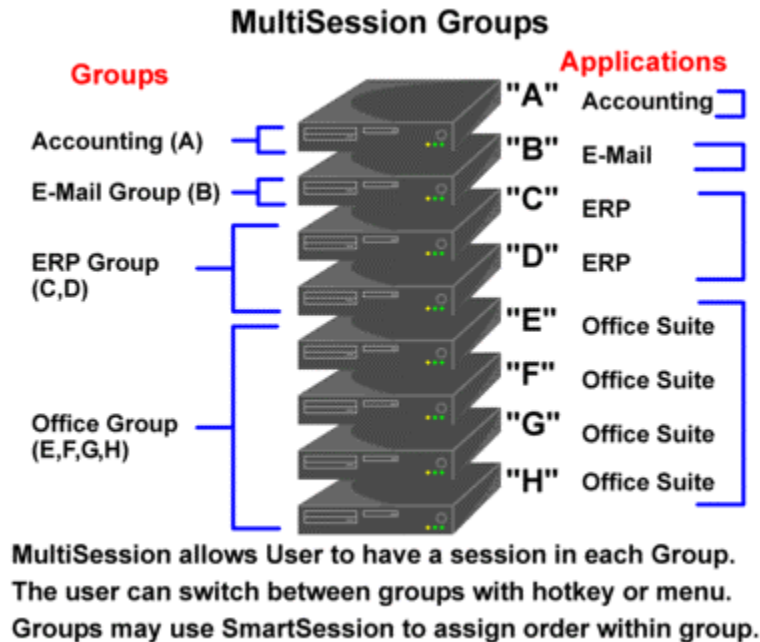 MultiSession Groups
Groups
Applications
Accounting (A)
"A"
Accounting
E-Mail Group (B)
"B"
E-Mail
ERP Group
(C,D)
"C"
ERP
"D"
ERP
Office Group
(E,F,G,H)
"E"
Office Suite
"F"
Office Suite
"G"
Office Suite
"H"
Office Suite
MultiSession allows User to have a session in each Group.
The user can switch between groups with hotkey or menu.
Groups may use SmartSession to assign order within group.